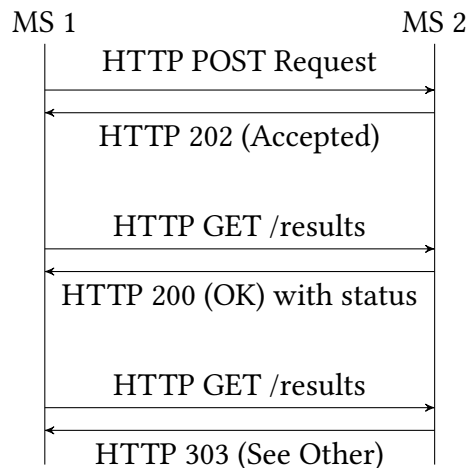 MS 1 MS 2
HTTP POST Request
HTTP 202 (Accepted)
HTTP GET /results
HTTP 200 (OK) with status
HTTP GET /results
HTTP 303 (See Other)